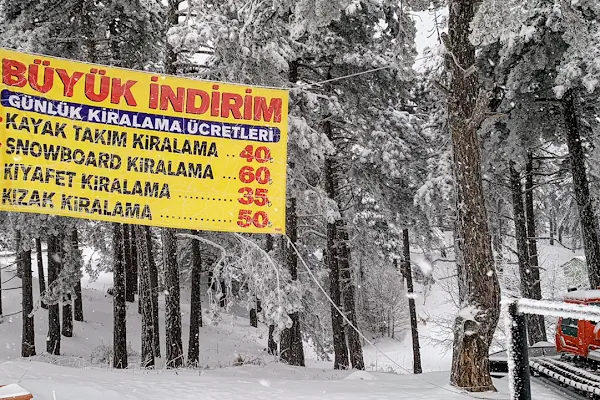 BÜYÜK İNDİRİM
GÜNLÜK KİRALAMA ÜCRETLERİ
KAYAK TAKIM KİRALAMA .. 40.
SNOWBOARD KİRALAMA .. 60.
KIYAFET KİRALAMA ....... 35.
KIZAK KİRALAMA ............ 50.